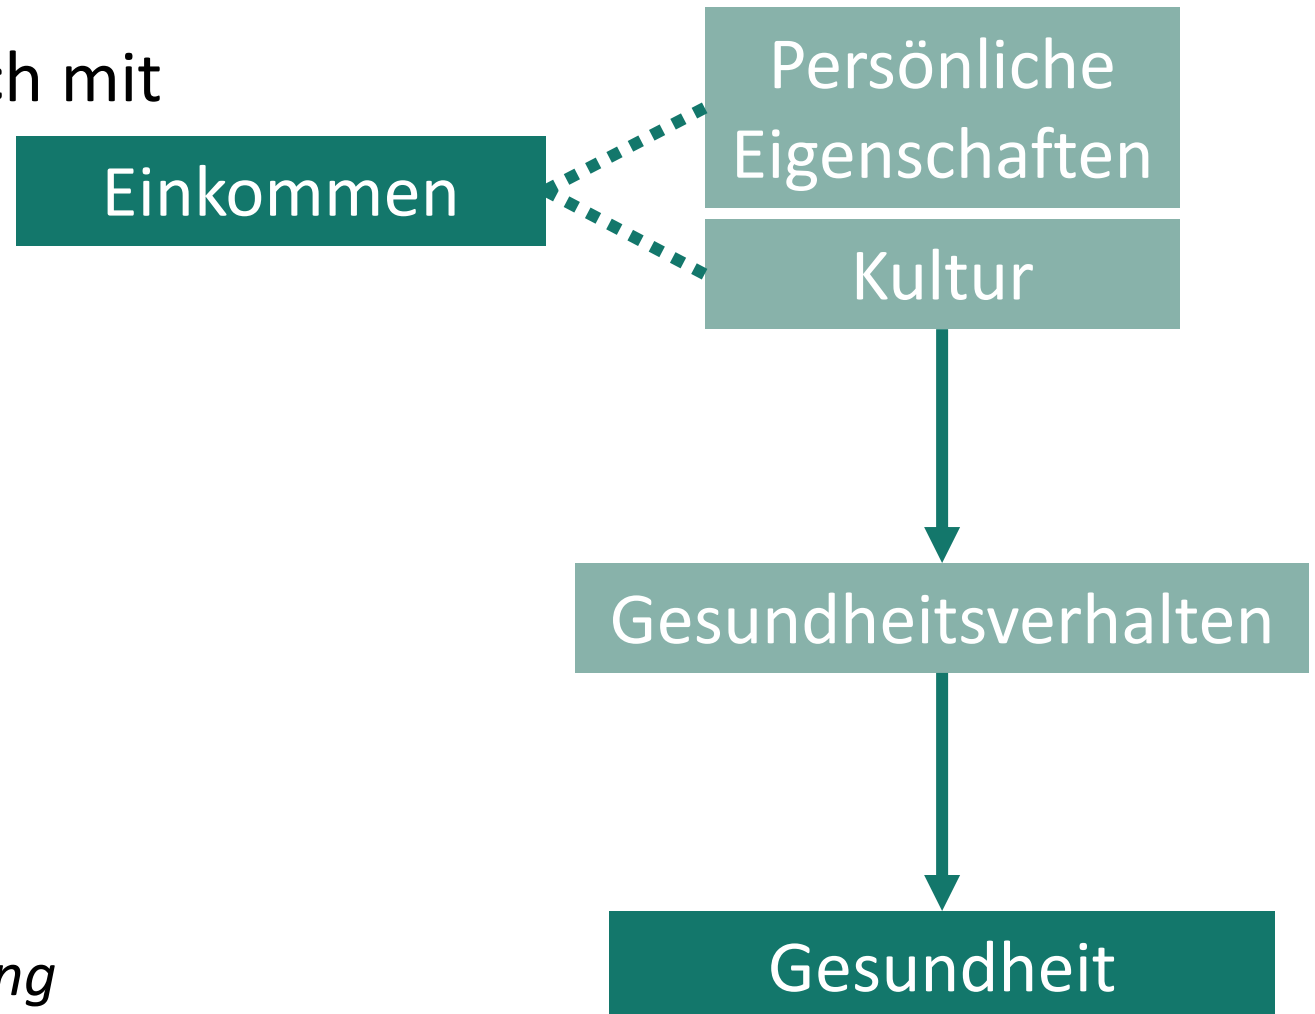 ch mit
Persönliche
Eigenschaften
Einkommen
Kultur
Gesundheitsverhalten
Gesundheit
ng